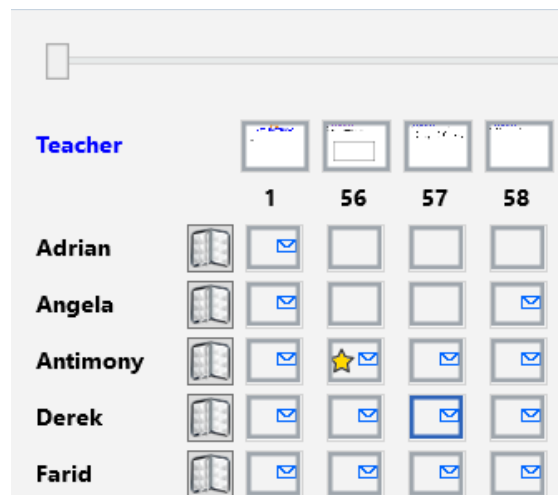 Teacher
1 56 57 58
Adrian
Angela
Antimony
Derek
Farid